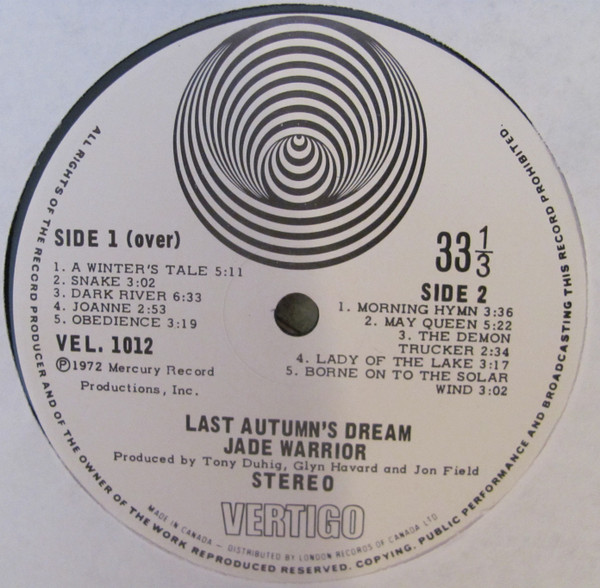 ALL RIGHTS OF THE RECORD PRODUCER AND OF THE OWNER OF THE WORK REPRODUCED RESERVED. COPYING, PUBLIC PERFORMANCE AND BROADCASTING THIS RECORD PROHIBITED.
SIDE 1 (over)
1. A WINTER'S TALE 5:11
2. SNAKE 3:02
3. DARK RIVER 6:33
4. JOANNE 2:53
5. OBEDIENCE 3:19
VEL. 1012
℗1972 Mercury Record
Productions, Inc.
33 1/3
SIDE 2
1. MORNING HYMN 3:36
2. MAY QUEEN 5:22
3. THE DEMON
TRUCKER 2:34
4. LADY OF THE LAKE 3:17
5. BORNE ON TO THE SOLAR
WIND 3:02
LAST AUTUMN'S DREAM
JADE WARRIOR
Produced by Tony Duhig, Glyn Havard and Jon Field
STEREO
VERTIGO
MADE IN CANADA – DISTRIBUTED BY LONDON RECORDS OF CANADA LTD.